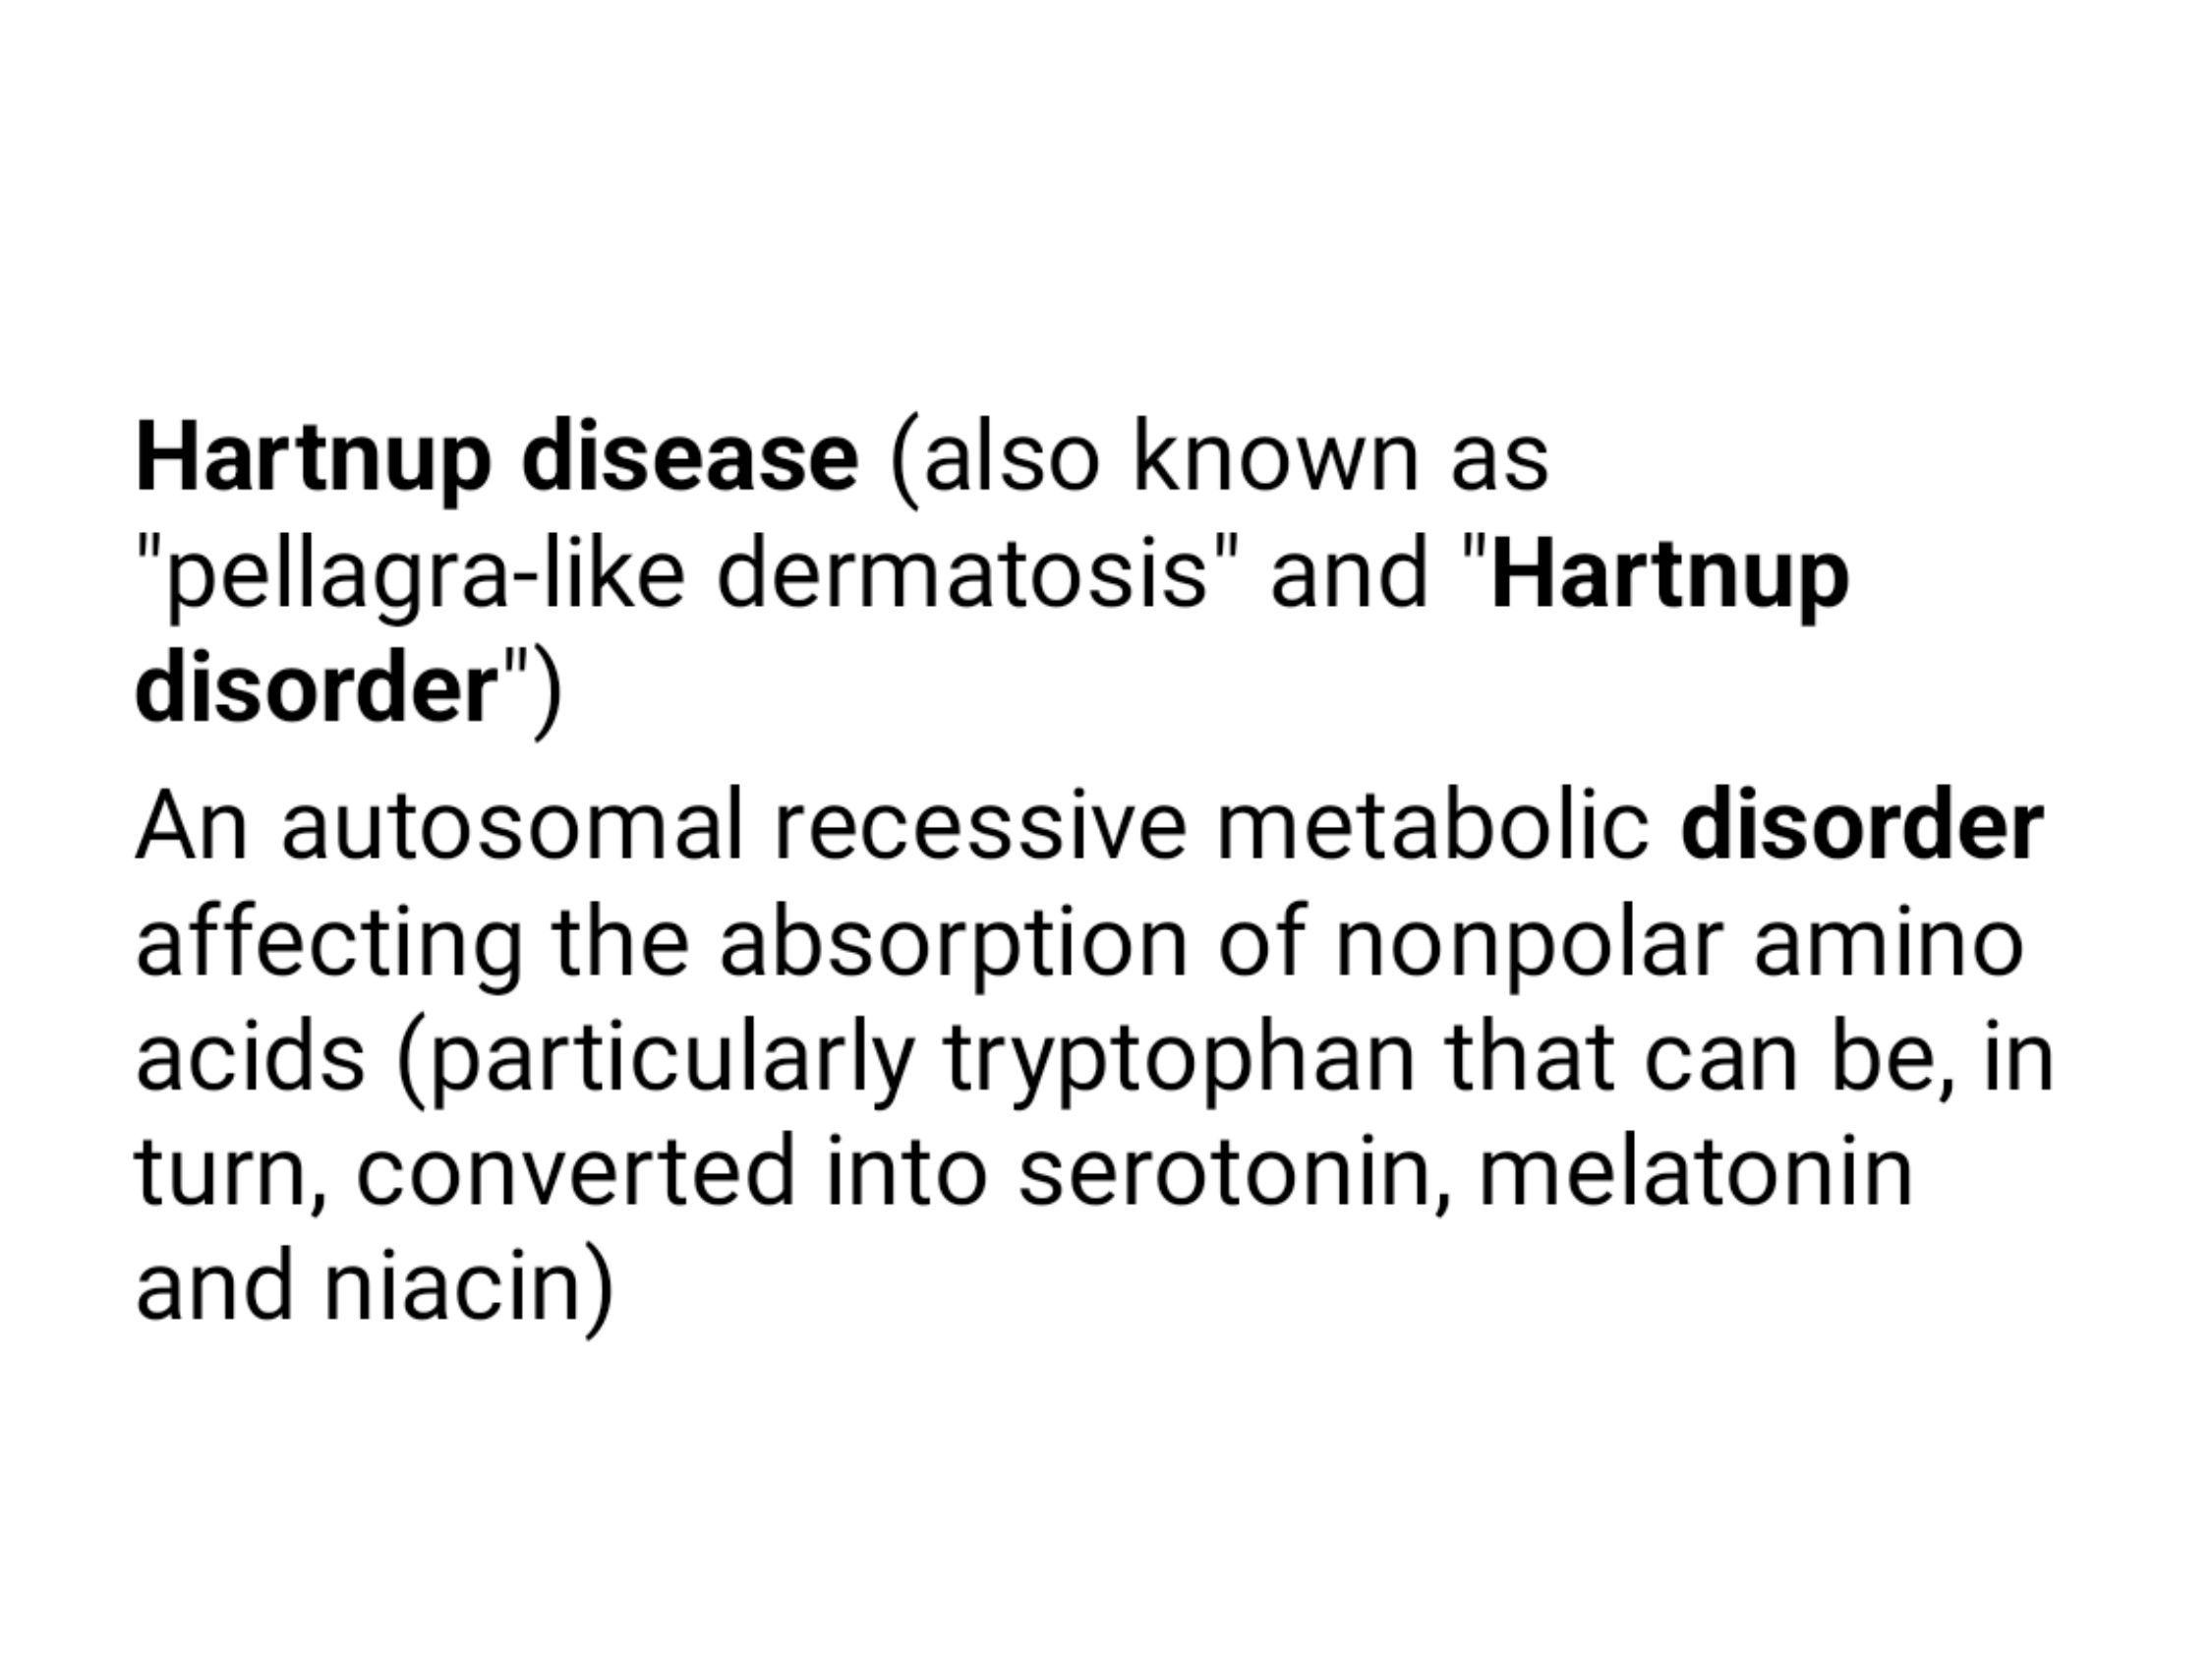 Hartnup disease (also known as
"pellagra-like dermatosis" and "Hartnup
disorder")
An autosomal recessive metabolic disorder
affecting the absorption of nonpolar amino
acids (particularly tryptophan that can be, in
turn, converted into serotonin, melatonin
and niacin)